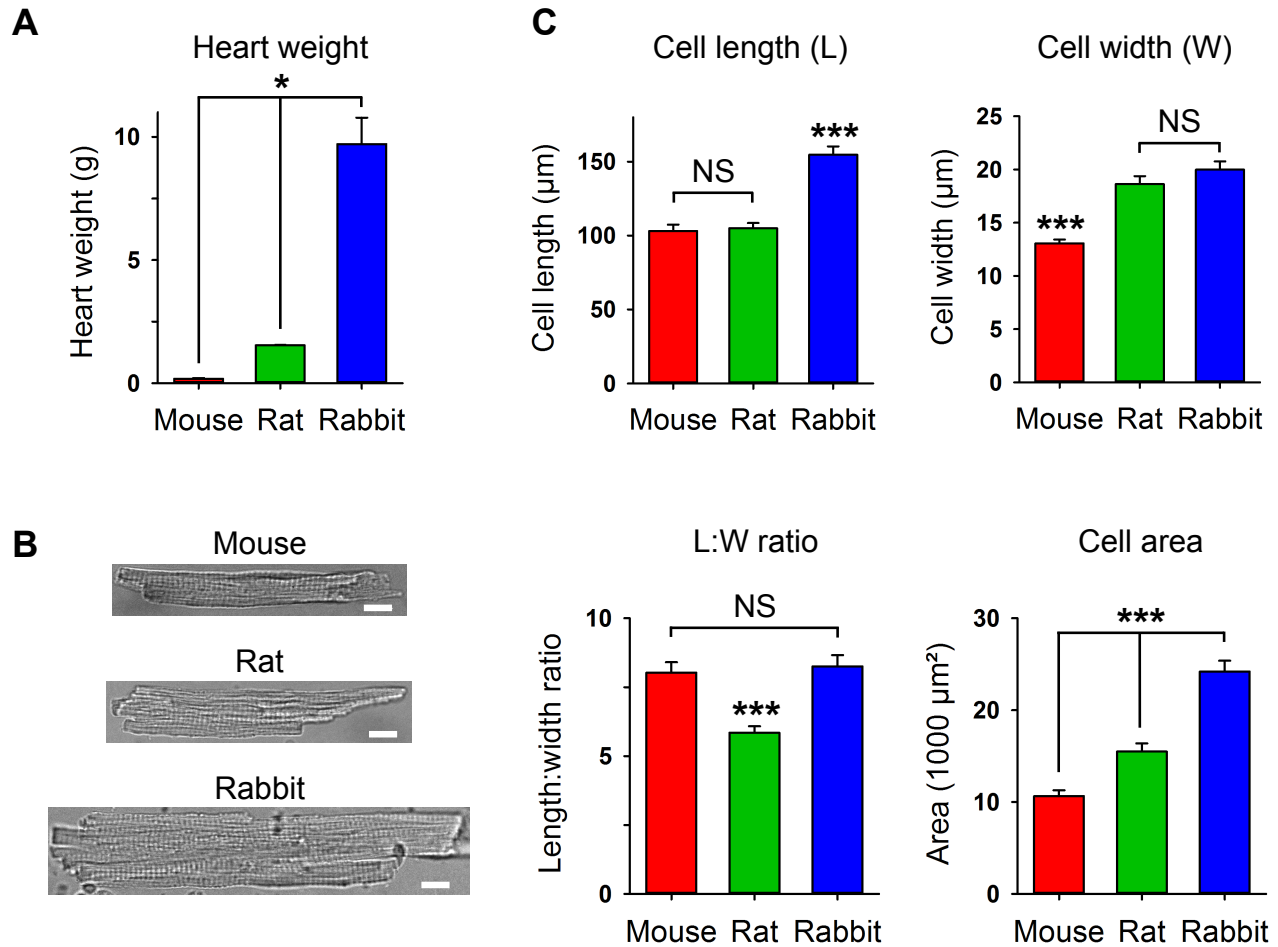 A
Heart weight
*
Heart weight (g)
10
5
0
Mouse Rat Rabbit
B
Mouse
Rat
Rabbit
C
Cell length (L)
Cell length (µm)
150
100
50
0
NS
***
Mouse Rat Rabbit
Cell width (W)
Cell width (µm)
25
20
15
10
5
0
***
NS
Mouse Rat Rabbit
L:W ratio
Length:width ratio
10
5
0
NS
***
Mouse Rat Rabbit
Cell area
Area (1000 µm²)
30
20
10
0
***
Mouse Rat Rabbit